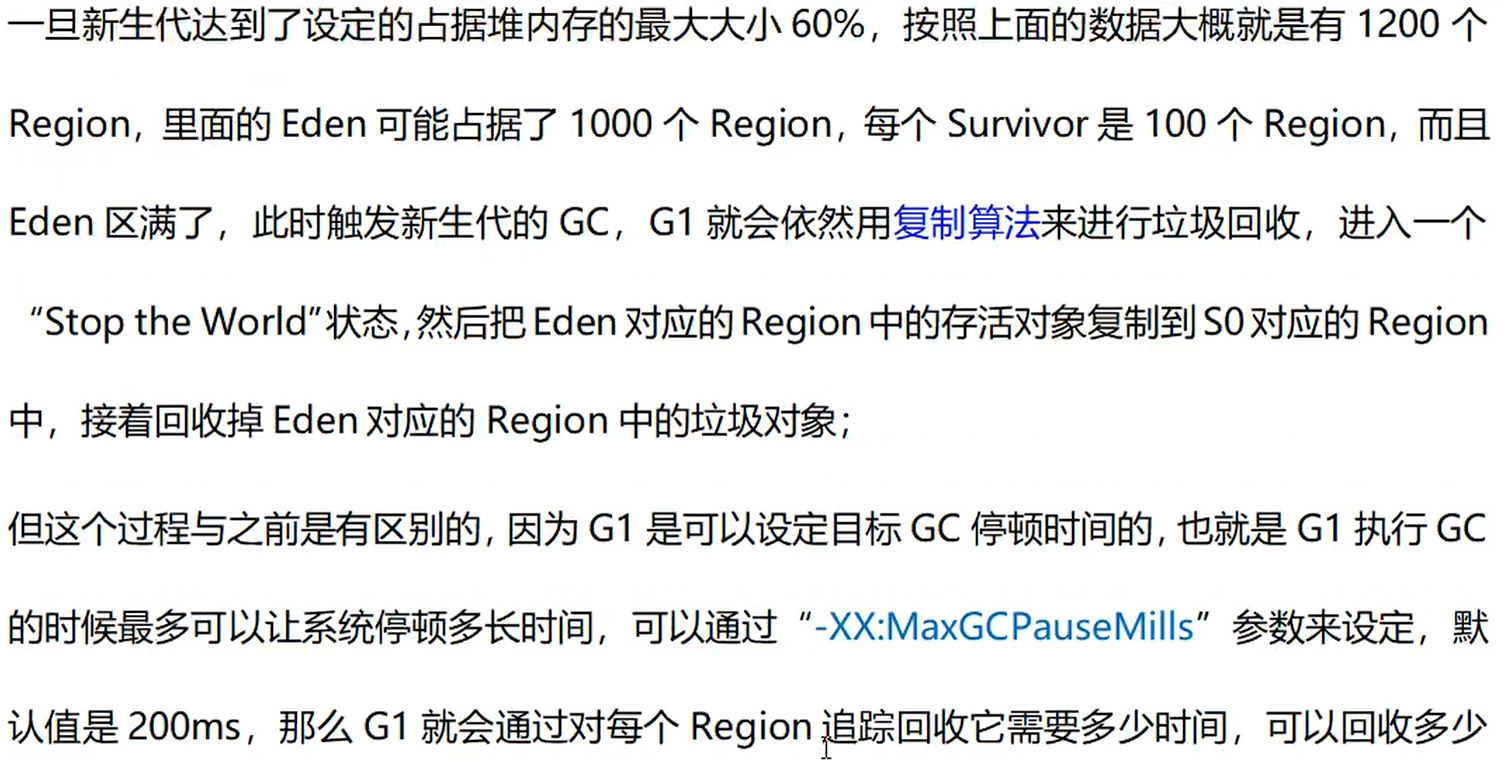 一旦新生代达到了设定的占据堆内存的最大大小 60%，按照上面的数据大概就是有 1200 个
Region，里面的 Eden 可能占据了 1000 个 Region，每个 Survivor 是 100 个 Region，而且
Eden 区满了，此时触发新生代的 GC，G1 就会依然用复制算法来进行垃圾回收，进入一个
“Stop the World”状态，然后把 Eden 对应的 Region 中的存活对象复制到 S0 对应的 Region
中，接着回收掉 Eden 对应的 Region 中的垃圾对象；
但这个过程与之前是有区别的，因为 G1 是可以设定目标 GC 停顿时间的，也就是 G1 执行 GC
的时候最多可以让系统停顿多长时间，可以通过“-XX:MaxGCPauseMills”参数来设定，默
认值是 200ms，那么 G1 就会通过对每个 Region 追踪回收它需要多少时间，可以回收多少